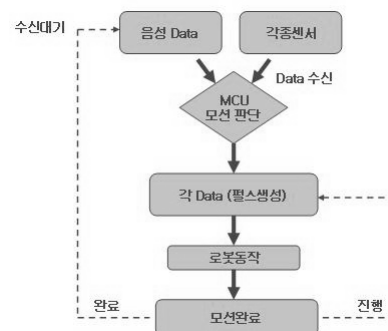 수신대기
음성 Data
각종센서
Data 수신
MCU
모션 판단
각 Data (펄스생성)
로봇동작
완료
모션완료
진행